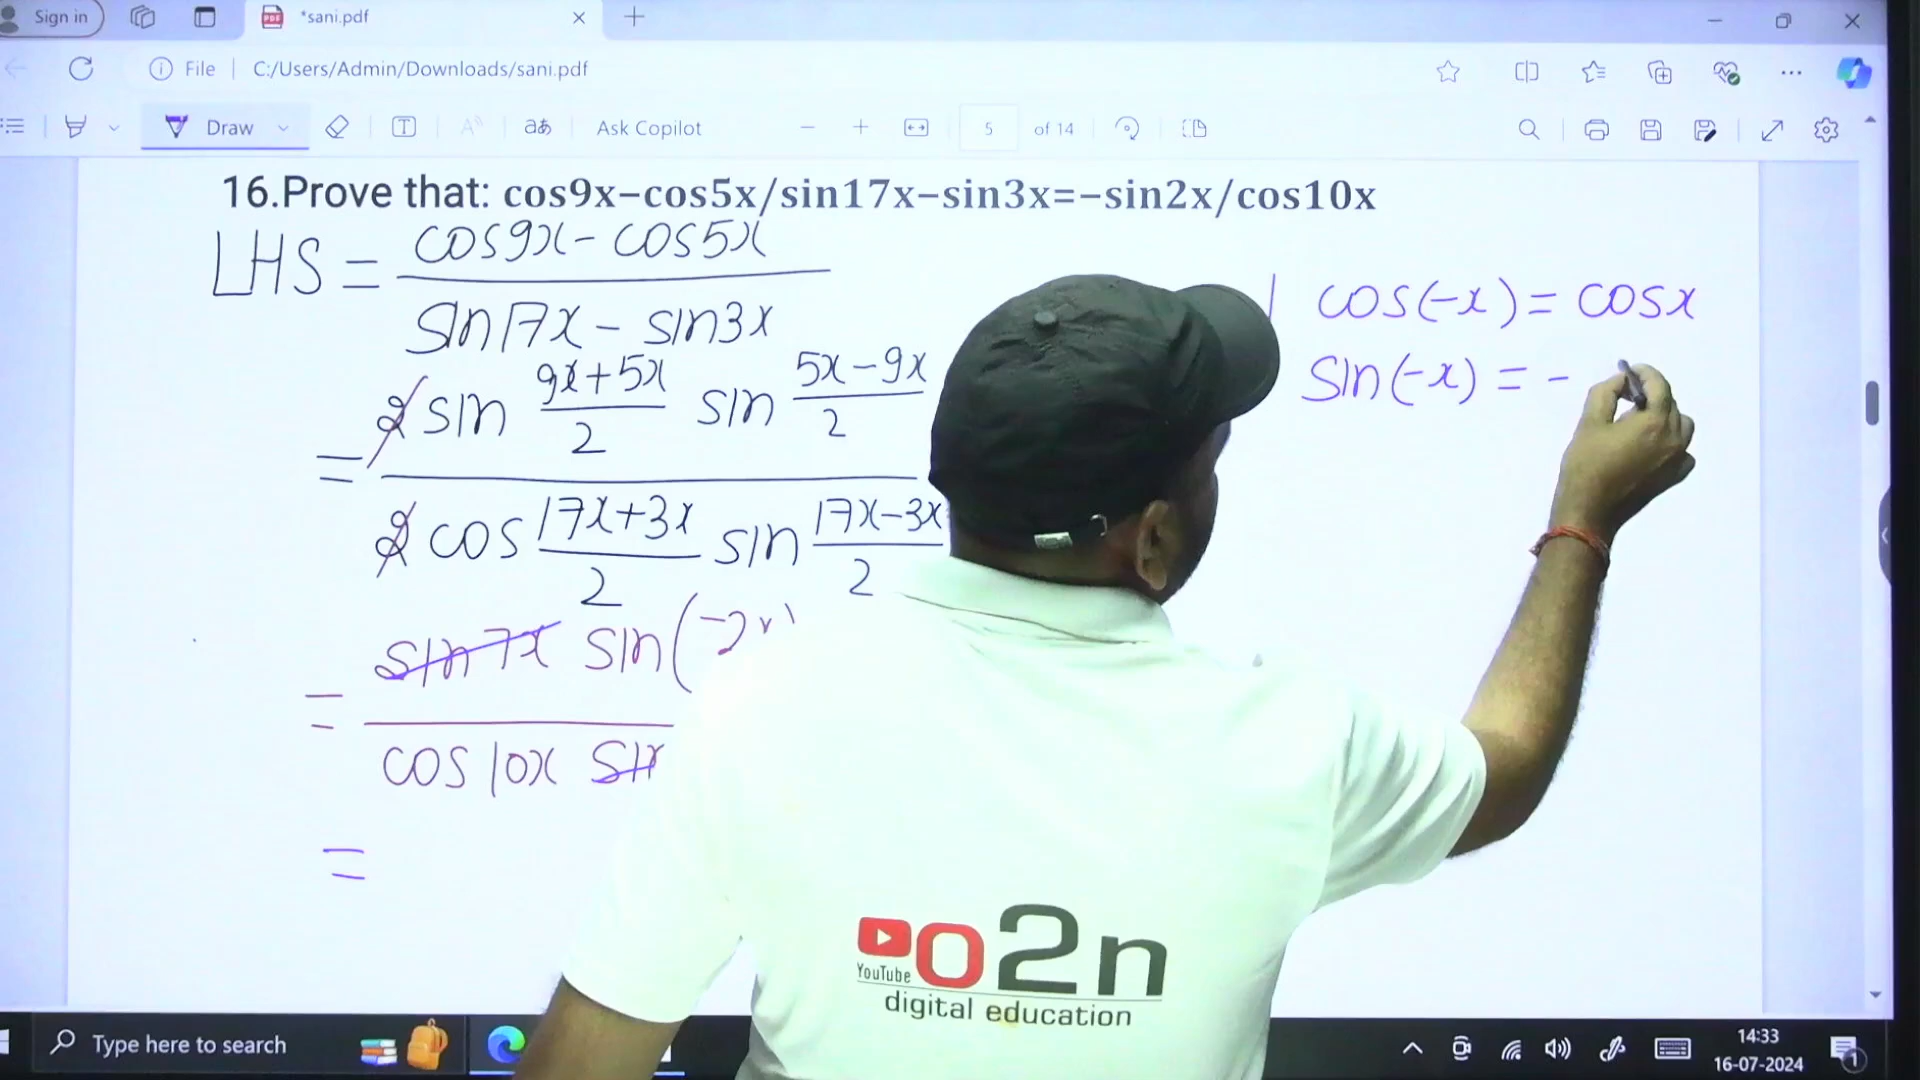 Sign in
*sani.pdf
File
C:/Users/Admin/Downloads/sani.pdf
Draw
Ask Copilot
5 of 14
16.Prove that: cos9x−cos5x/sin17x−sin3x=−sin2x/cos10x
LHS = cos9x - cos5x
sin17x - sin3x
= 2 sin 9x+5x/2 sin 5x-9x/2
2 cos 17x+3x/2 sin 17x-3x/2
= sin7x sin(-2x)
cos10x sin
=
cos(-x) = cosx
sin(-x) = -
YouTube o2n
digital education
Type here to search
14:33
16-07-2024
1